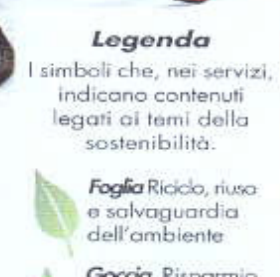 Legenda
I simboli che, nei servizi,
indicano contenuti
legati ai temi della
sostenibilità.
Foglia Riciclo, riuso
e salvaguardia
dell'ambiente
Goccia Risparmio